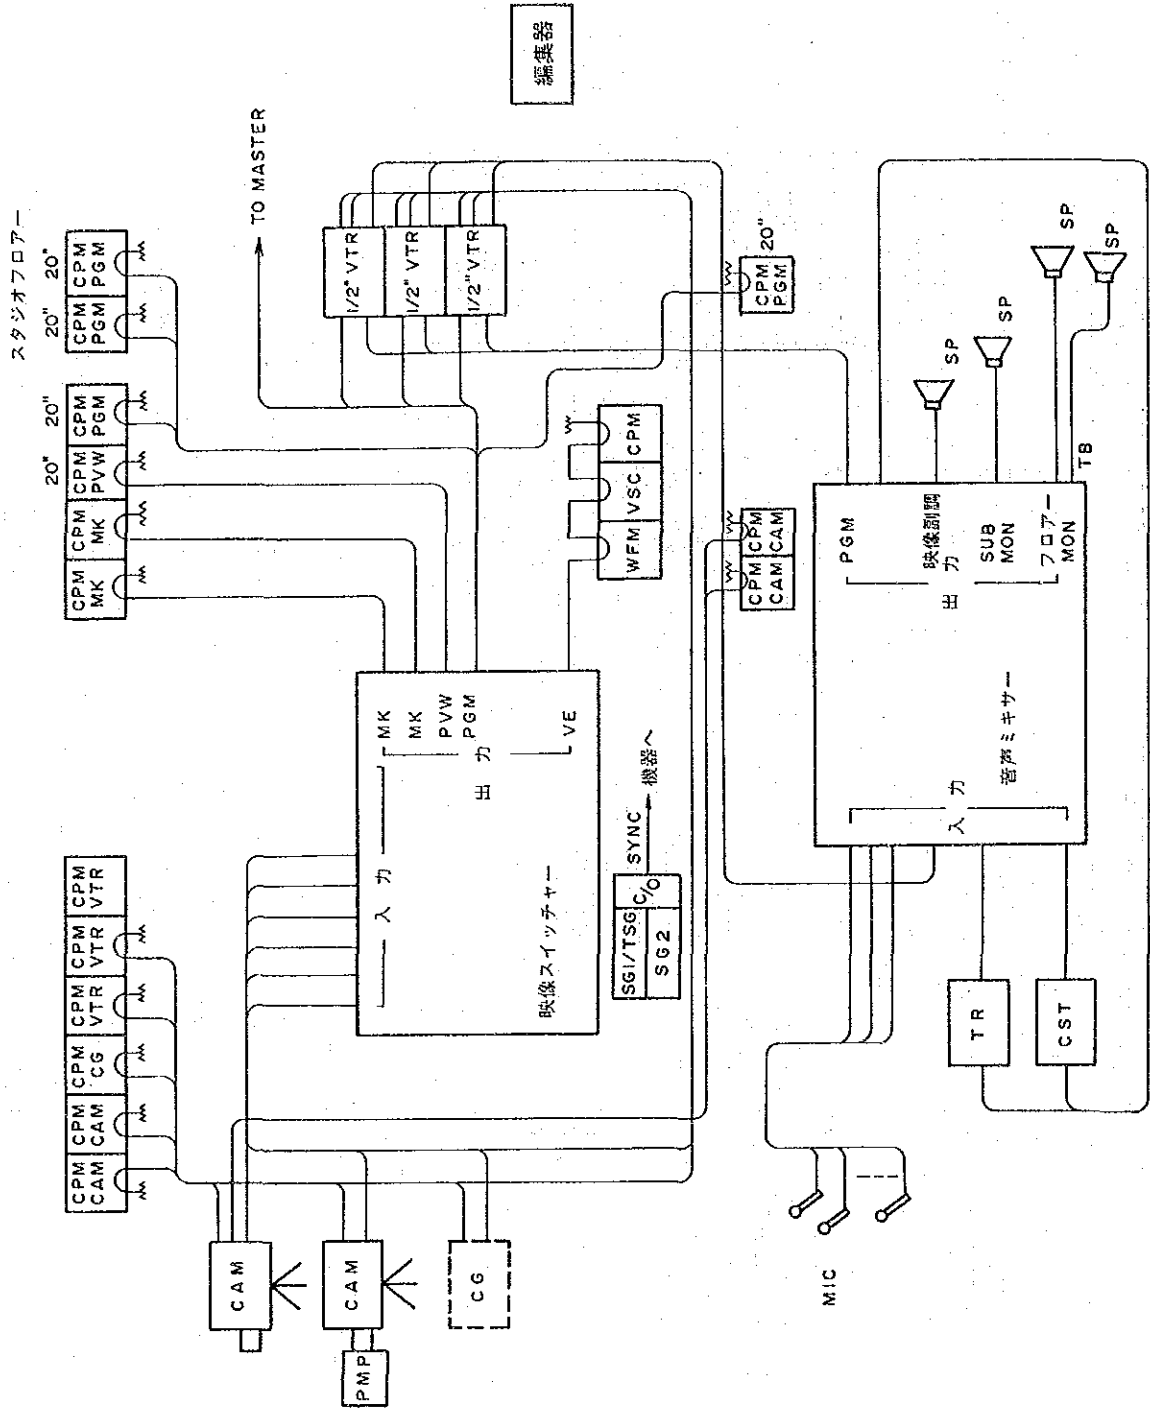 スタジオフロアー
20" 20" 20" 20"
CPM CPM CPM CPM CPM CPM CPM CPM CPM CPM CPM CPM
CAM CAM CG VTR VTR VTR MK MK PVW PGM PGM PGM
CAM
TO MASTER
PMP
CAM
1/2" VTR
1/2" VTR
1/2" VTR
MK
MK
PVW
PGM
VE
入力
出力
映像スイッチャー
CG
編集器
WFM VSC CPM
SG1/TSG
SG2
C/O
SYNC
機器へ
CPM CPM
CAM CAM
CPM
PGM
20"
MIC
入力
音声ミキサー
出力
PGM
映像副調
SUB
MON
フロアー
MON
TB
SP
SP
SP
SP
TR
CST